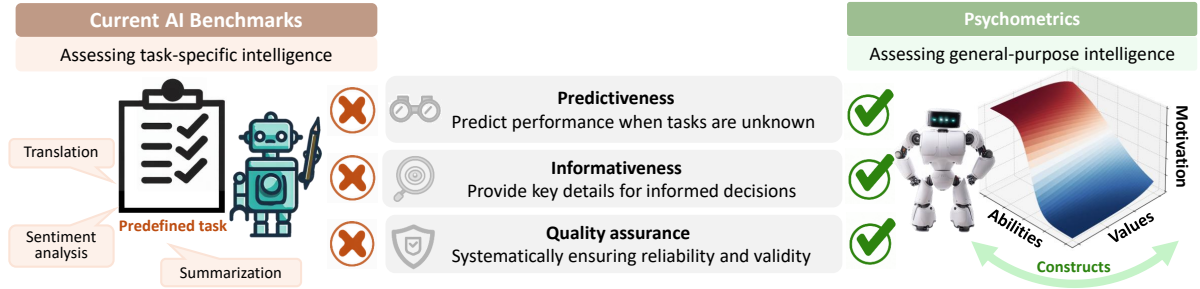 Current AI Benchmarks
Assessing task-specific intelligence
Translation
Sentiment
analysis
Summarization
Predefined task
Predictiveness
Predict performance when tasks are unknown
Informativeness
Provide key details for informed decisions
Quality assurance
Systematically ensuring reliability and validity
Psychometrics
Assessing general-purpose intelligence
Motivation
Abilities
Values
Constructs